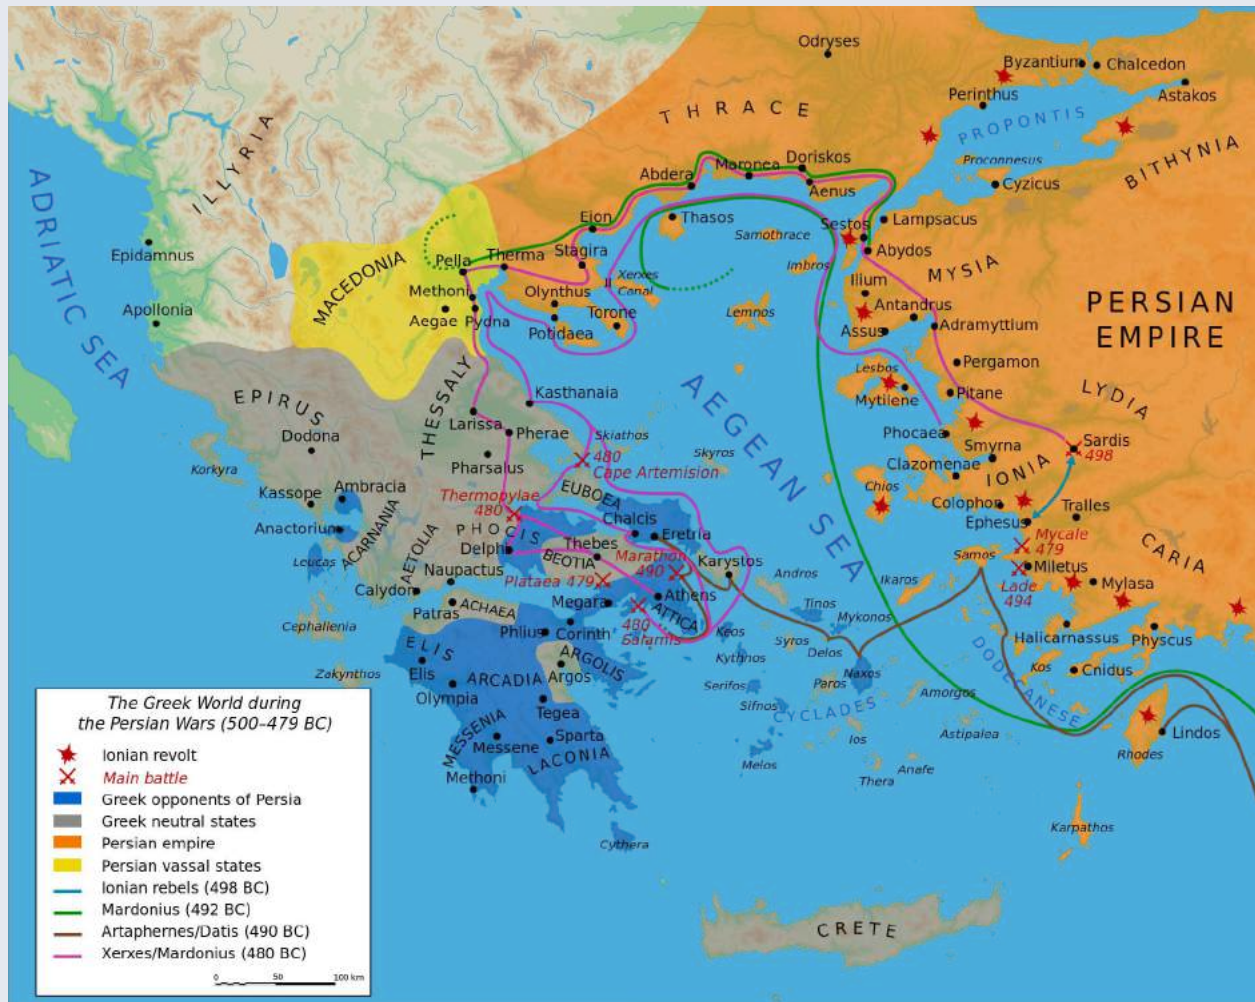 Odryses
Byzantium
Chalcedon
Perinthus
Astakos
THRACE
PROPONTIS
BITHYNIA
Proconnesus
Cyzicus
ILLYRIA
ADRIATIC SEA
Abdera
Maronea
Doriskos
Aenus
Eion
Thasos
Samothrace
Sestos
Lampsacus
Abydos
Epidamnus
MACEDONIA
Pella
Therma
Stagira
Xerxes
Canal
Imbros
Ilium
MYSIA
Methoni
Aegae
Pydna
Olynthus
Potidaea
Torone
Lemnos
Antandrus
Assus
Adramyttium
PERSIAN
EMPIRE
Apollonia
Pergamon
Lesbos
Mytilene
Pitane
LYDIA
EPIRUS
Dodona
THESSALY
Kasthanaia
AEGEAN SEA
Larissa
Pherae
Skiathos
Phocaea
Smyrna
Sardis
498
Korkyra
Pharsalus
480
Cape Artemision
Skyros
Clazomenae
IONIA
Kassope
Ambracia
Thermopylae
480
EUBOEA
Chios
Colophon
Tralles
Anactorium
ACARNANIA
PHOCIS
Chalcis
Eretria
Ephesus
Leucas
AETOLIA
Delphi
Thebes
BEOTIA
Marathon
490
Karystos
Samos
Mycale
479
CARIA
Naupactus
Calydon
Plataea 479
Andros
Ikaros
Miletus
Lade
494
Mylasa
Patras
ACHAEA
Megara
Athens
ATTICA
Tinos
Mykonos
Cephalienia
Phlius
Corinth
480
Salamis
Keos
Syros
Delos
Halicarnassus
Physcus
ELIS
Elis
ARGOLIS
Argos
Kythnos
Naxos
Kos
Cnidus
Zakynthos
Olympia
ARCADIA
Serifos
Paros
DODECANESE
Sifnos
CYCLADES
Amorgos
Tegea
MESSENIA
Messene
Sparta
LACONIA
Ios
Astipalea
Lindos
Rhodes
Methoni
Melos
Thera
Anafe
Cythera
Karpathos
CRETE
The Greek World during
the Persian Wars (500–479 BC)
Ionian revolt
Main battle
Greek opponents of Persia
Greek neutral states
Persian empire
Persian vassal states
Ionian rebels (498 BC)
Mardonius (492 BC)
Artaphernes/Datis (490 BC)
Xerxes/Mardonius (480 BC)
0 50 100 km